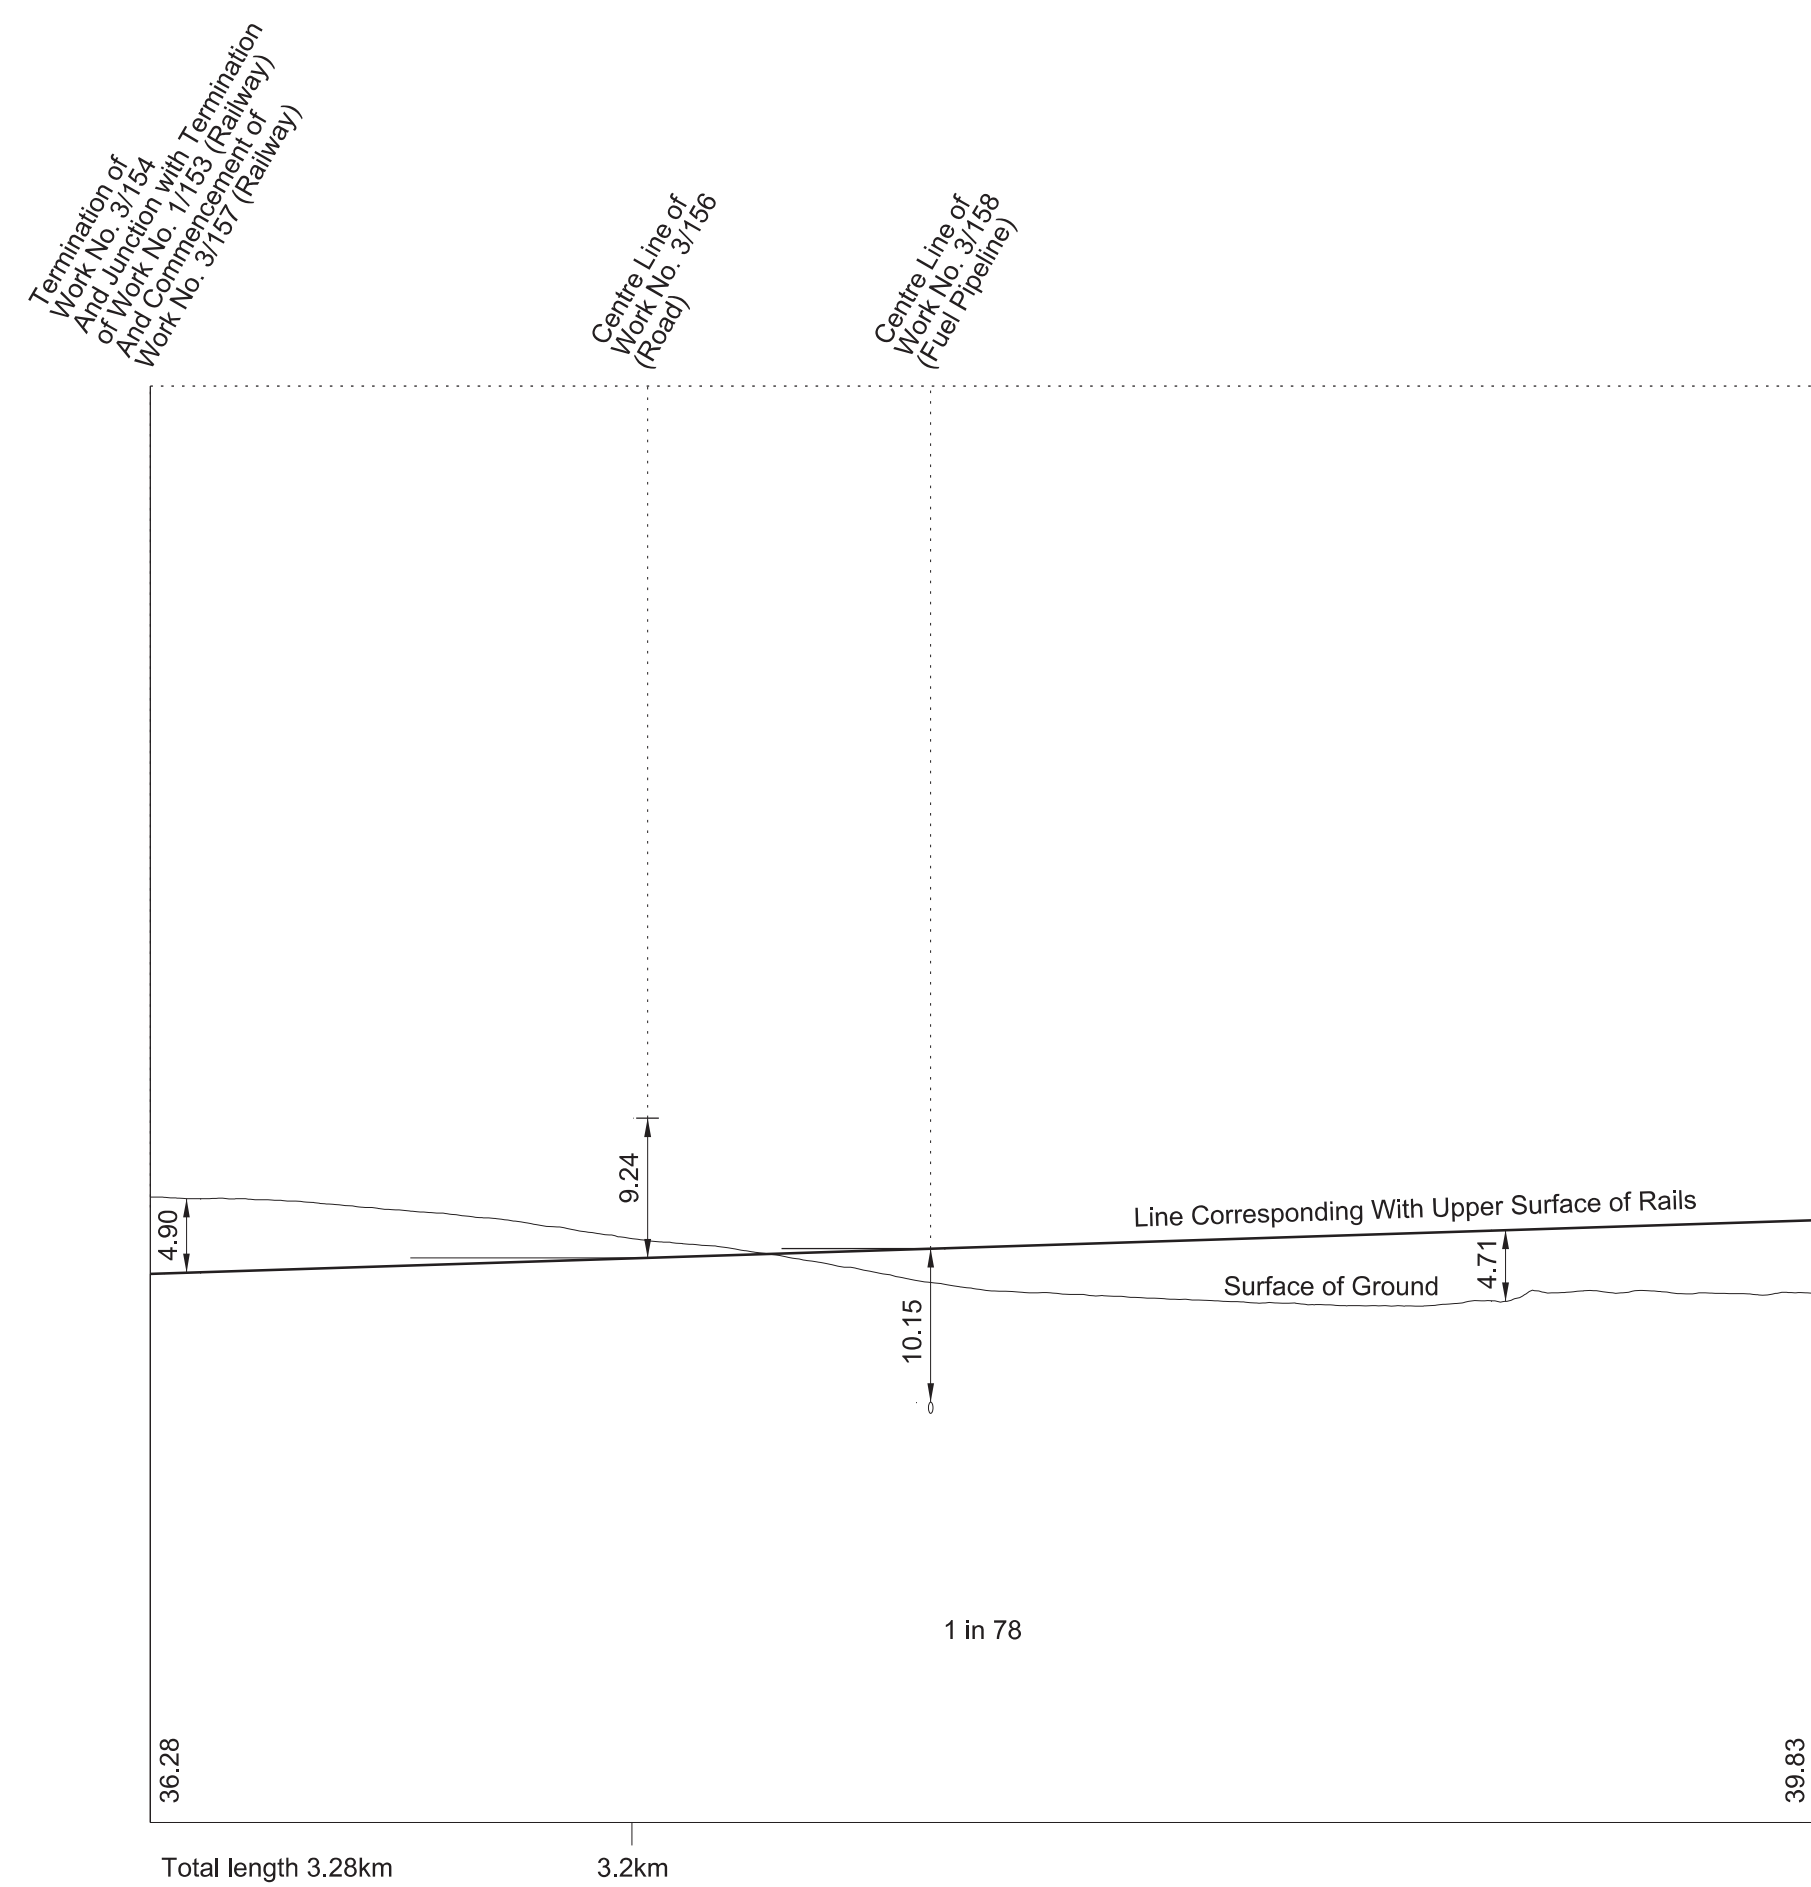 Termination of
Work No. 3/154
And Junction with Termination
of Work No. 1/153 (Railway)
And Commencement of
Work No. 3/157 (Railway)
Centre Line of
Work No. 3/156
(Road)
Centre Line of
Work No. 3/158
(Fuel Pipeline)
4.90
9.24
10.15
Line Corresponding With Upper Surface of Rails
4.71
Surface of Ground
1 in 78
36.28
39.83
Total length 3.28km
3.2km